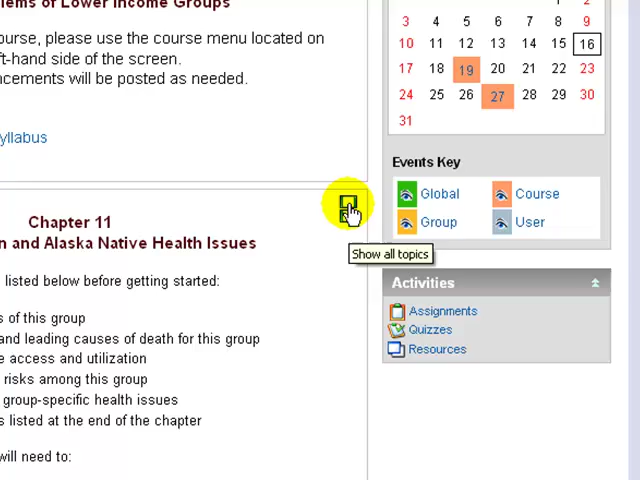 blems of Lower Income Groups
ourse, please use the course menu located on
ft-hand side of the screen.
ncements will be posted as needed.
yllabus
Chapter 11
n and Alaska Native Health Issues
listed below before getting started:
s of this group
and leading causes of death for this group
e access and utilization
risks among this group
group-specific health issues
s listed at the end of the chapter
will need to:
Show all topics
1 2
3 4 5 6 7 8 9
10 11 12 13 14 15 16
17 18 19 20 21 22 23
24 25 26 27 28 29 30
31
Events Key
Global Course
Group User
Activities
Assignments
Quizzes
Resources